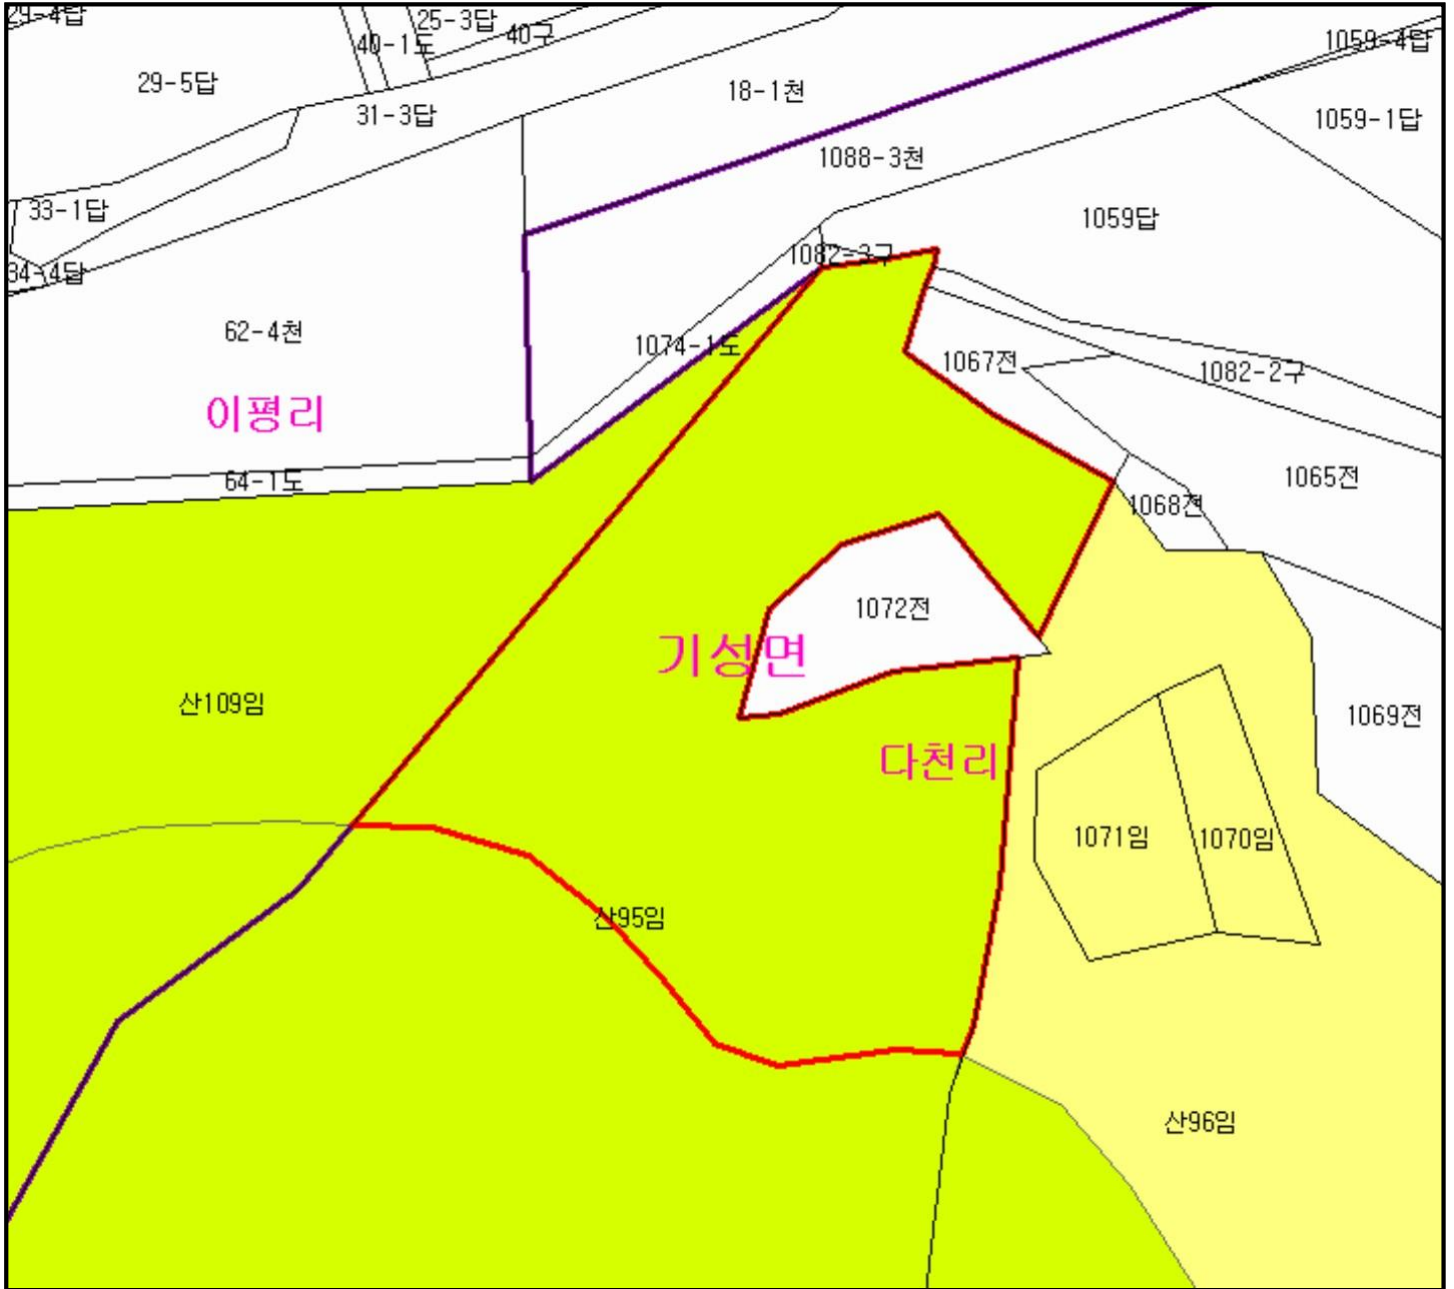 29-4답
25-3답
40-1도
40구
1059-4답
29-5답
18-1천
31-3답
1059-1답
1088-3천
33-1답
1059답
1082-3구
34-4답
62-4천
1074-1도
1067전
1082-2구
이평리
64-1도
1065전
1068전
1072전
기성면
산109임
1069전
다천리
1071임
1070임
산95임
산96임